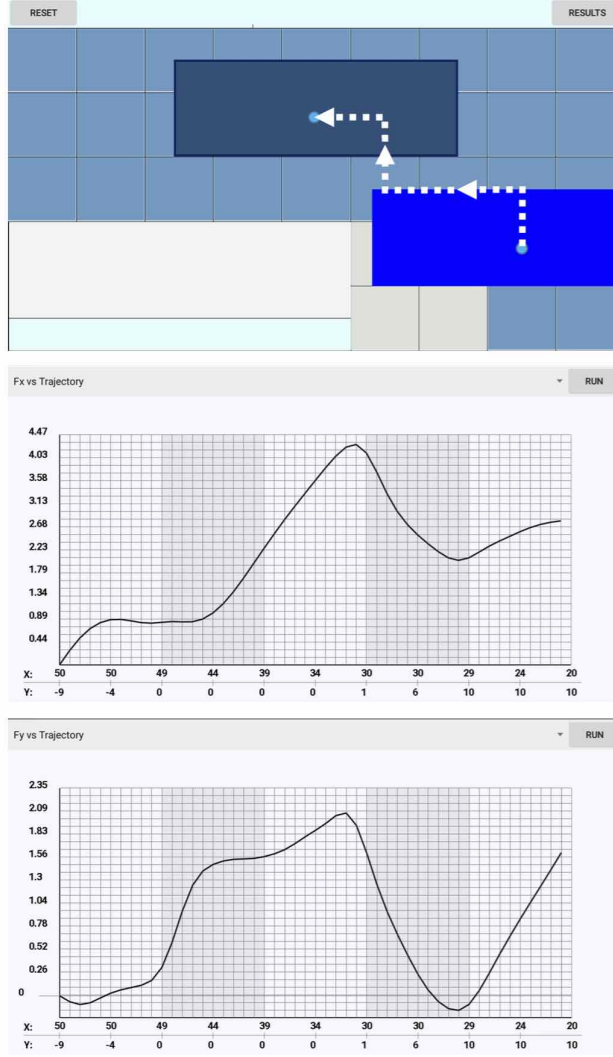 RESET RESULTS
Fx vs Trajectory RUN
4.47
4.03
3.58
3.13
2.68
2.23
1.79
1.34
0.89
0.44
X: 50 50 49 44 39 34 30 30 29 29 20
Y: -9 -4 0 0 0 0 1 6 10 10 10
Fy vs Trajectory RUN
2.35
2.09
1.83
1.56
1.3
1.04
0.78
0.52
0.26
0
X: 50 50 50 44 39 34 30 30 29 24 20
Y: -9 -4 0 0 0 0 1 6 10 10 10